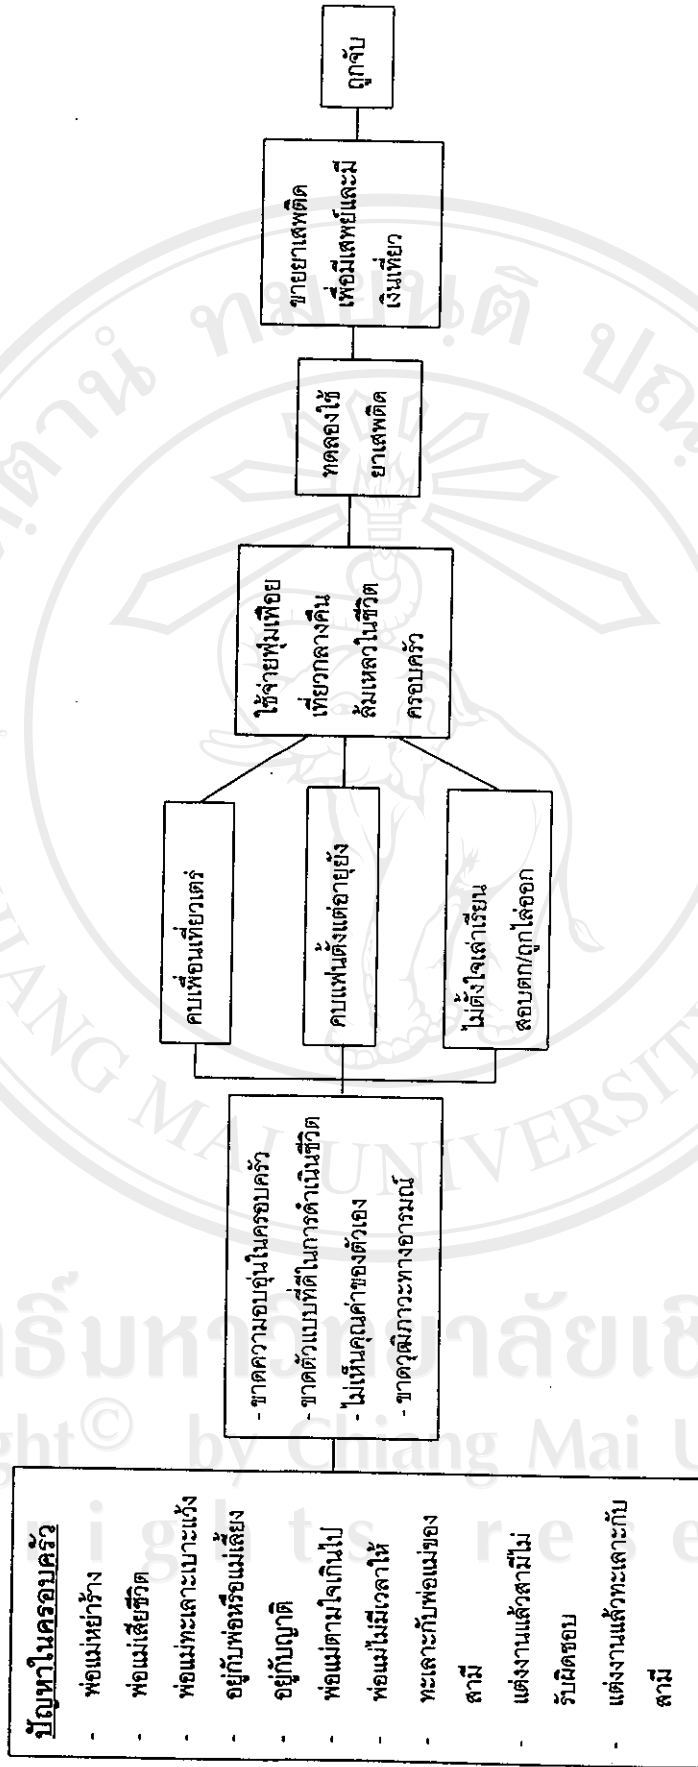 ปัญหาในครอบครัว
- พ่อแม่หย่าร้าง
- พ่อแม่เสียชีวิต
- พ่อแม่ทะเลาะเบาะแว้ง
- อยู่กับพ่อหรือแม่เลี้ยง
- อยู่กับญาติ
- พ่อแม่ตามใจเกินไป
- พ่อแม่ไม่มีเวลาให้
- ทะเลาะกับพ่อแม่ของ
สามี
- แต่งงานแล้วสามีไม่
รับผิดชอบ
- แต่งงานแล้วทะเลาะกับ
สามี
- ขาดความอบอุ่นในครอบครัว
- ขาดตัวแบบที่ดีในการดำเนินชีวิต
- ไม่เห็นคุณค่าของตัวเอง
- ขาดวุฒิภาวะทางอารมณ์
คบเพื่อนเที่ยวเตร่
คบแฟนตั้งแต่อายุยัง
ไม่ตั้งใจเล่าเรียน
สอบตก/ถูกไล่ออก
ใช้จ่ายฟุ่มเฟือย
เที่ยวกลางคืน
ล้มเหลวในชีวิต
ครอบครัว
ทดลองใช้
ยาเสพติด
ขายยาเสพติด
เพื่อมีเสพย์และมี
เงินเที่ยว
ถูกจับ
ทมยนฺติ
CHIANG MAI UNIVERSIT
by Chiang Mai U